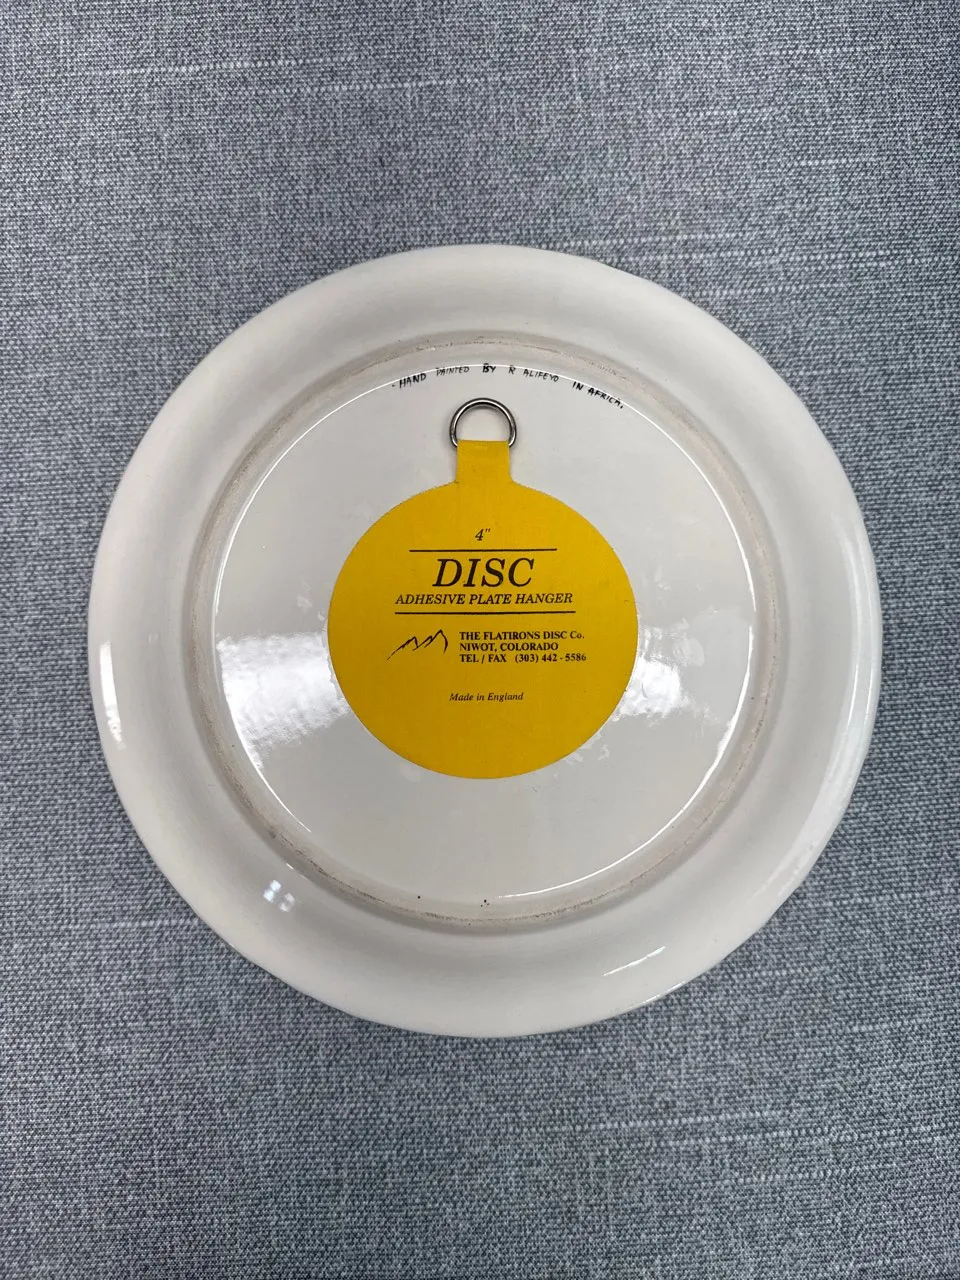 - HAND PAINTED BY R ALIFEYO IN AFRICA.
4"
DISC
ADHESIVE PLATE HANGER
THE FLATIRONS DISC Co.
NIWOT, COLORADO
TEL / FAX (303) 442 - 5586
Made in England